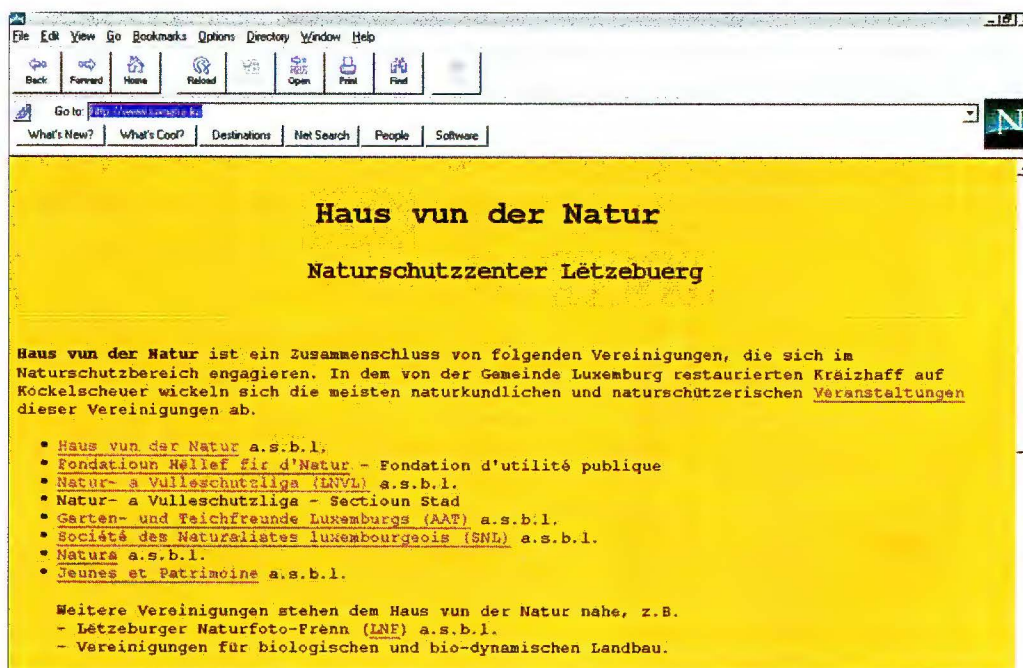 File Edit View Go Bookmarks Options Directory Window Help
Back Forward Home Reload Open Print Find
Go to:
What's New? What's Cool? Destinations Net Search People Software
N
Haus vun der Natur
Naturschutzzenter Lëtzebuerg
Haus vun der Natur ist ein Zusammenschluss von folgenden Vereinigungen, die sich im
Naturschutzbereich engagieren. In dem von der Gemeinde Luxemburg restaurierten Kräizhaff auf
Kockelscheuer wickeln sich die meisten naturkundlichen und naturschützerischen Veranstaltungen
dieser Vereinigungen ab.
• Haus vun der Natur a.s.b.l.
• Fondatioun Hëllef fir d'Natur - Fondation d'utilité publique
• Natur- a Vulleschutzliga (LNVL) a.s.b.l.
• Natur- a Vulleschutzliga - Sectioun Stad
• Garten- und Teichfreunde Luxemburgs (AAT) a.s.b.l.
• Société des Naturalistes luxembourgeois (SNL) a.s.b.l.
• Natura a.s.b.l.
• Jeunes et Patrimoine a.s.b.l.
Weitere Vereinigungen stehen dem Haus vun der Natur nahe, z.B.
- Lëtzeburger Naturfoto-Frënn (LNF) a.s.b.l.
- Vereinigungen für biologischen und bio-dynamischen Landbau.